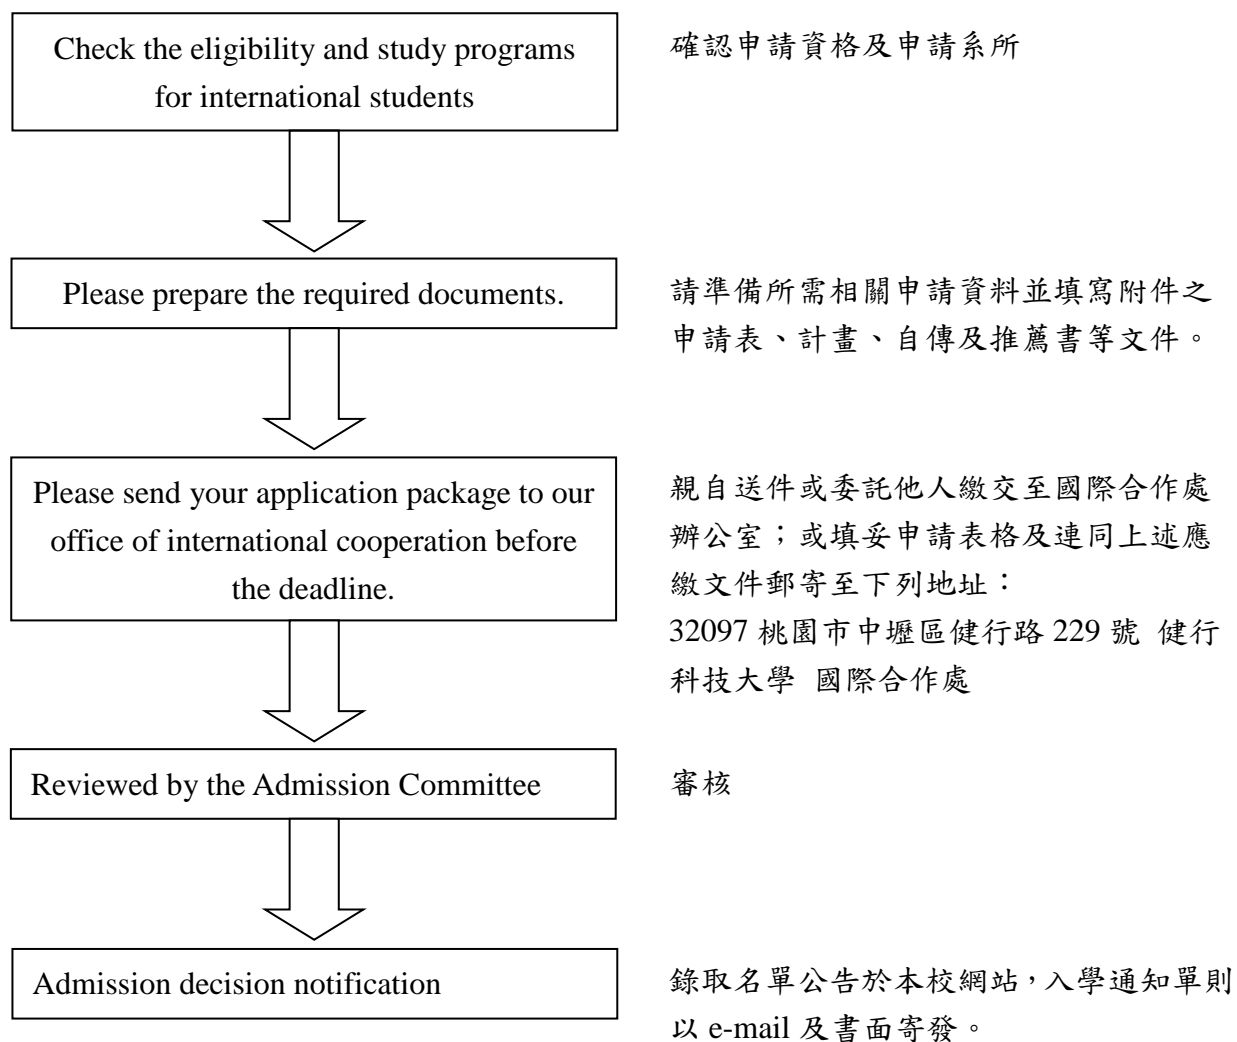 Check the eligibility and study programs
for international students
確認申請資格及申請系所
Please prepare the required documents.
請準備所需相關申請資料並填寫附件之
申請表、計畫、自傳及推薦書等文件。
Please send your application package to our
office of international cooperation before
the deadline.
親自送件或委託他人繳交至國際合作處
辦公室；或填妥申請表格及連同上述應
繳文件郵寄至下列地址：
32097 桃園市中壢區健行路 229 號 健行
科技大學 國際合作處
Reviewed by the Admission Committee
審核
Admission decision notification
錄取名單公告於本校網站，入學通知單則
以 e-mail 及書面寄發。